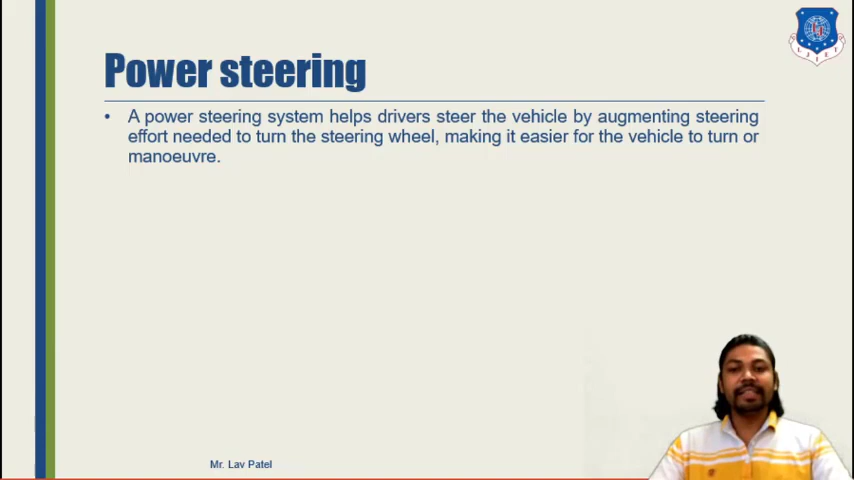 Power steering
• A power steering system helps drivers steer the vehicle by augmenting steering
effort needed to turn the steering wheel, making it easier for the vehicle to turn or
manoeuvre.
Mr. Lav Patel